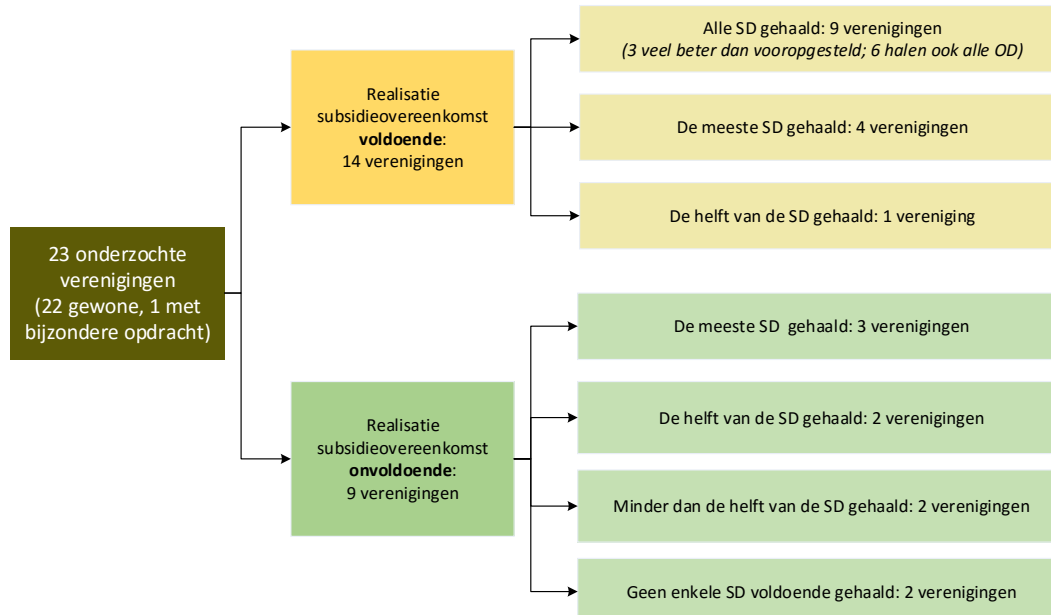 23 onderzochte
verenigingen
(22 gewone, 1 met
bijzondere opdracht)
Realisatie
subsidieovereenkomst
voldoende:
14 verenigingen
Alle SD gehaald: 9 verenigingen
(3 veel beter dan vooropgesteld; 6 halen ook alle OD)
De meeste SD gehaald: 4 verenigingen
De helft van de SD gehaald: 1 vereniging
Realisatie
subsidieovereenkomst
onvoldoende:
9 verenigingen
De meeste SD gehaald: 3 verenigingen
De helft van de SD gehaald: 2 verenigingen
Minder dan de helft van de SD gehaald: 2 verenigingen
Geen enkele SD voldoende gehaald: 2 verenigingen